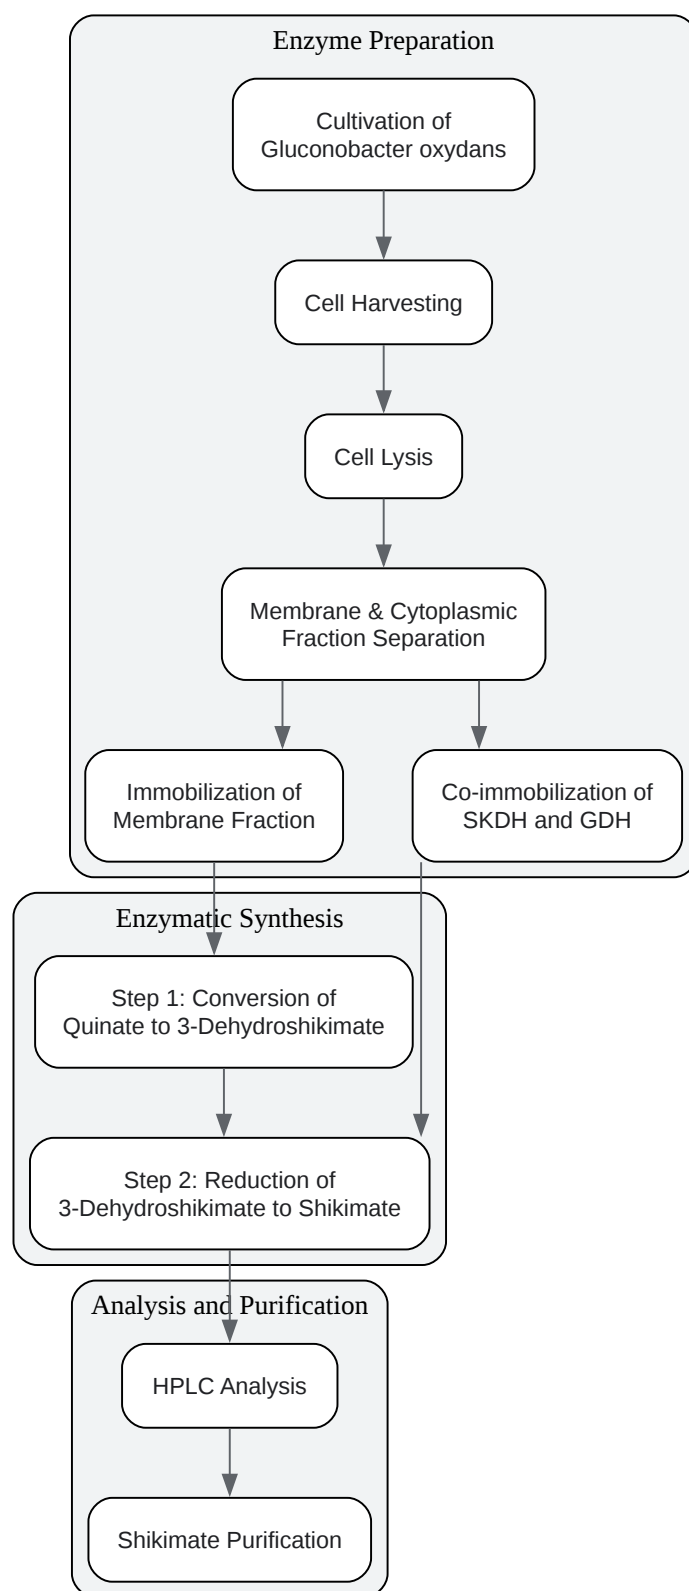 Enzyme Preparation
Cultivation of
Gluconobacter oxydans
Cell Harvesting
Cell Lysis
Membrane & Cytoplasmic
Fraction Separation
Immobilization of
Membrane Fraction
Co-immobilization of
SKDH and GDH
Enzymatic Synthesis
Step 1: Conversion of
Quinate to 3-Dehydroshikimate
Step 2: Reduction of
3-Dehydroshikimate to Shikimate
Analysis and Purification
HPLC Analysis
Shikimate Purification